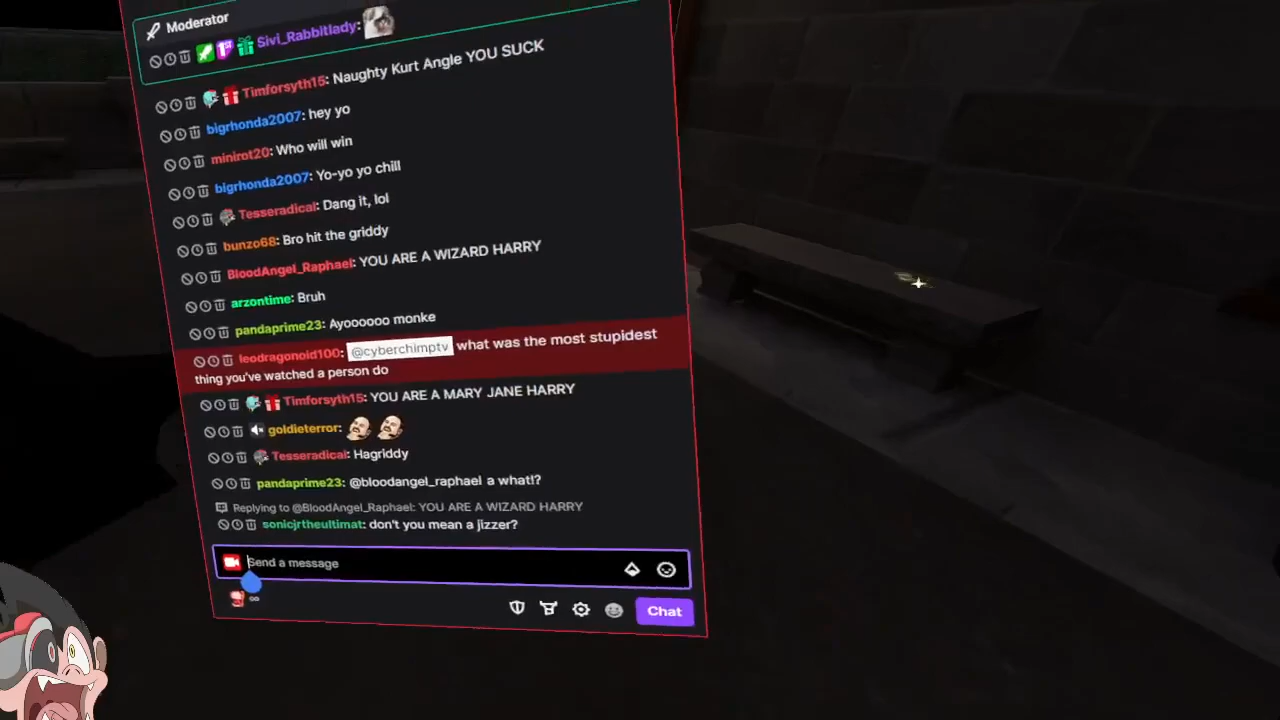 Moderator
Sivi_Rabbitlady:
Timforsyth15: Naughty Kurt Angle YOU SUCK
bigrhonda2007: hey yo
minirot20: Who will win
bigrhonda2007: Yo-yo yo chill
Tesseradical: Dang it, lol
bunzo68: Bro hit the griddy
BloodAngel_Raphael: YOU ARE A WIZARD HARRY
arzontime: Bruh
pandaprime23: Ayoooooo monke
leodragonoid100: @cyberchimptv what was the most stupidest
thing you've watched a person do
Timforsyth15: YOU ARE A MARY JANE HARRY
goldieterror:
Tesseradical: Hagriddy
pandaprime23: @bloodangel_raphael a what!?
Replying to @BloodAngel_Raphael: YOU ARE A WIZARD HARRY
sonicjrtheultimat: don't you mean a jizzer?
Send a message
∞
Chat